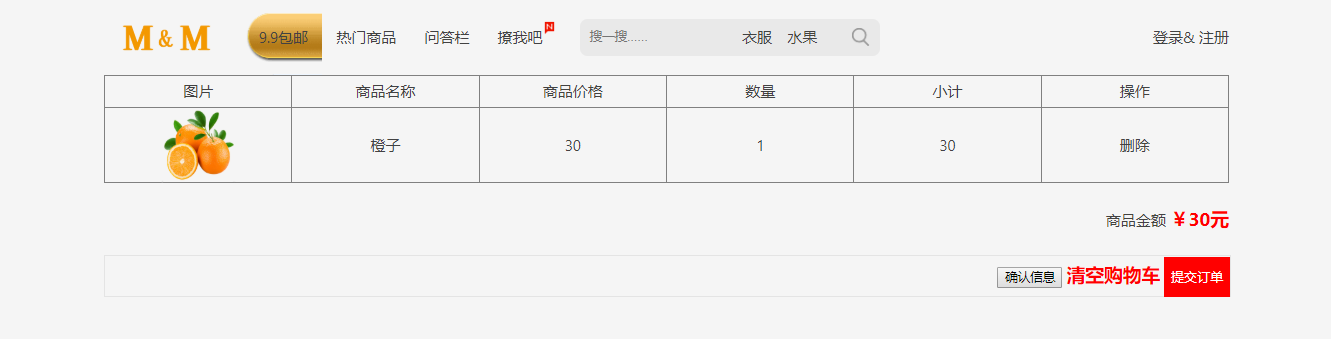 M & M 9.9包邮 热门商品 问答栏 撩我吧 N 搜一搜...... 衣服 水果 登录& 注册
图片 商品名称 商品价格 数量 小计 操作
橙子 30 1 30 删除
商品金额 ￥30元
确认信息 清空购物车 提交订单